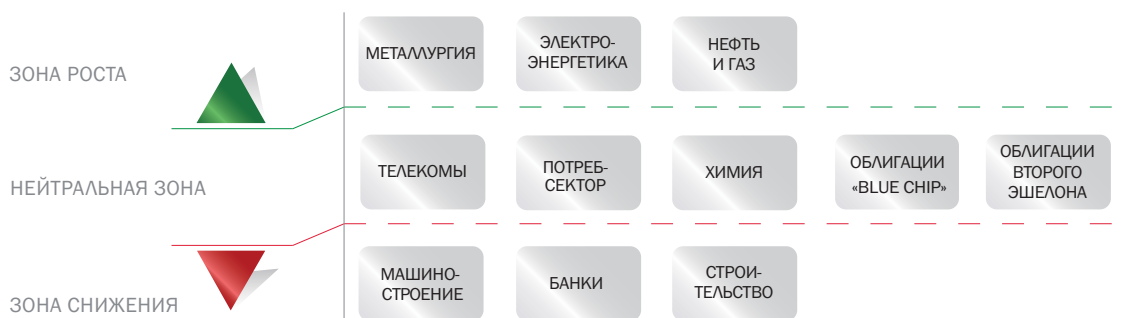 ЗОНА РОСТА
МЕТАЛЛУРГИЯ
ЭЛЕКТРО-
ЭНЕРГЕТИКА
НЕФТЬ
И ГАЗ
НЕЙТРАЛЬНАЯ ЗОНА
ТЕЛЕКОМЫ
ПОТРЕБ-
СЕКТОР
ХИМИЯ
ОБЛИГАЦИИ
«BLUE CHIP»
ОБЛИГАЦИИ
ВТОРОГО
ЭШЕЛОНА
ЗОНА СНИЖЕНИЯ
МАШИНО-
СТРОЕНИЕ
БАНКИ
СТРОИ-
ТЕЛЬСТВО